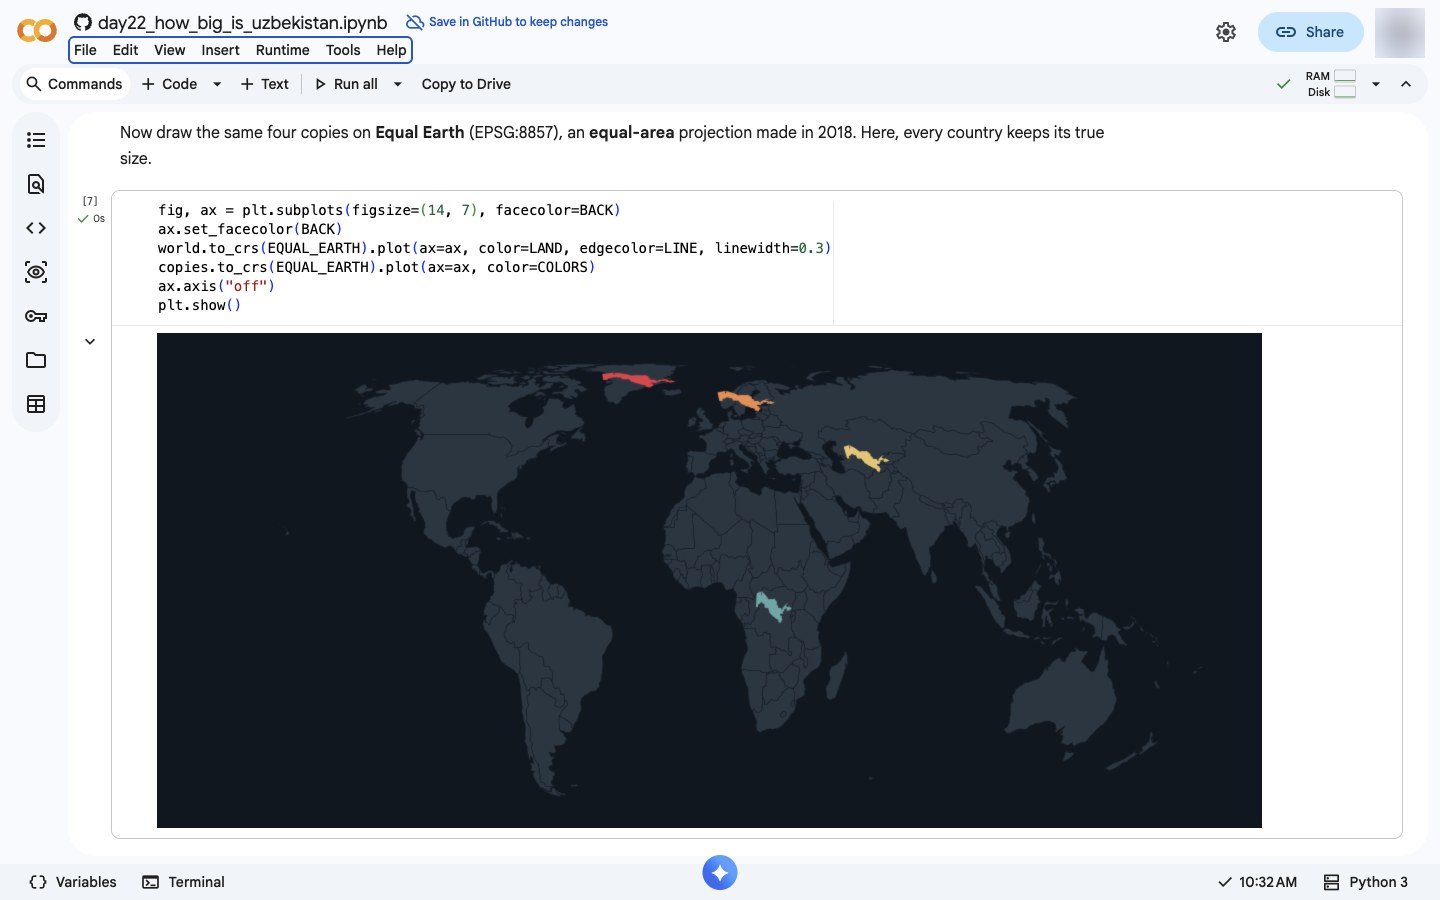 day22_how_big_is_uzbekistan.ipynb
Save in GitHub to keep changes
File Edit View Insert Runtime Tools Help
Share
Commands + Code + Text Run all Copy to Drive
RAM
Disk
Now draw the same four copies on Equal Earth (EPSG:8857), an equal-area projection made in 2018. Here, every country keeps its true
size.
[7]
0s
fig, ax = plt.subplots(figsize=(14, 7), facecolor=BACK)
ax.set_facecolor(BACK)
world.to_crs(EQUAL_EARTH).plot(ax=ax, color=LAND, edgecolor=LINE, linewidth=0.3)
copies.to_crs(EQUAL_EARTH).plot(ax=ax, color=COLORS)
ax.axis("off")
plt.show()
Variables Terminal
10:32 AM Python 3